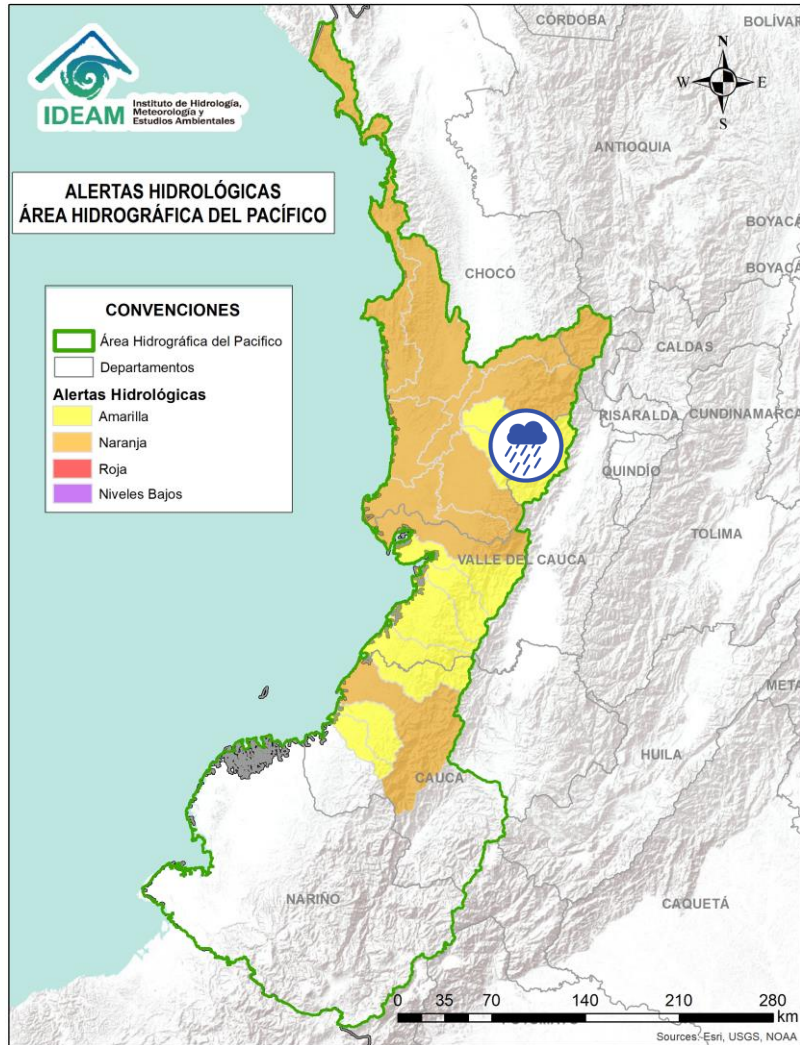 CÓRDOBA
BOLÍVAR
N
W
E
S
IDEAM
Instituto de Hidrología,
Meteorología y
Estudios Ambientales
ANTIOQUIA
ALERTAS HIDROLÓGICAS
ÁREA HIDROGRÁFICA DEL PACÍFICO
BOYACÁ
BOYACÁ
CHOCÓ
CONVENCIONES
Área Hidrográfica del Pacifico
Departamentos
Alertas Hidrológicas
Amarilla
Naranja
Roja
Niveles Bajos
CALDAS
RISARALDA
CUNDINAMARCA
QUINDÍO
TOLIMA
VALLE DEL CAUCA
META
HUILA
CAUCA
NARIÑO
CAQUETÁ
0 35 70 140 210 280
km
Sources: Esri, USGS, NOAA